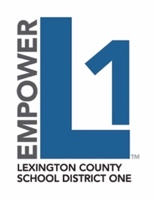 EMPOWER
L1
TM
LEXINGTON COUNTY
SCHOOL DISTRICT ONE